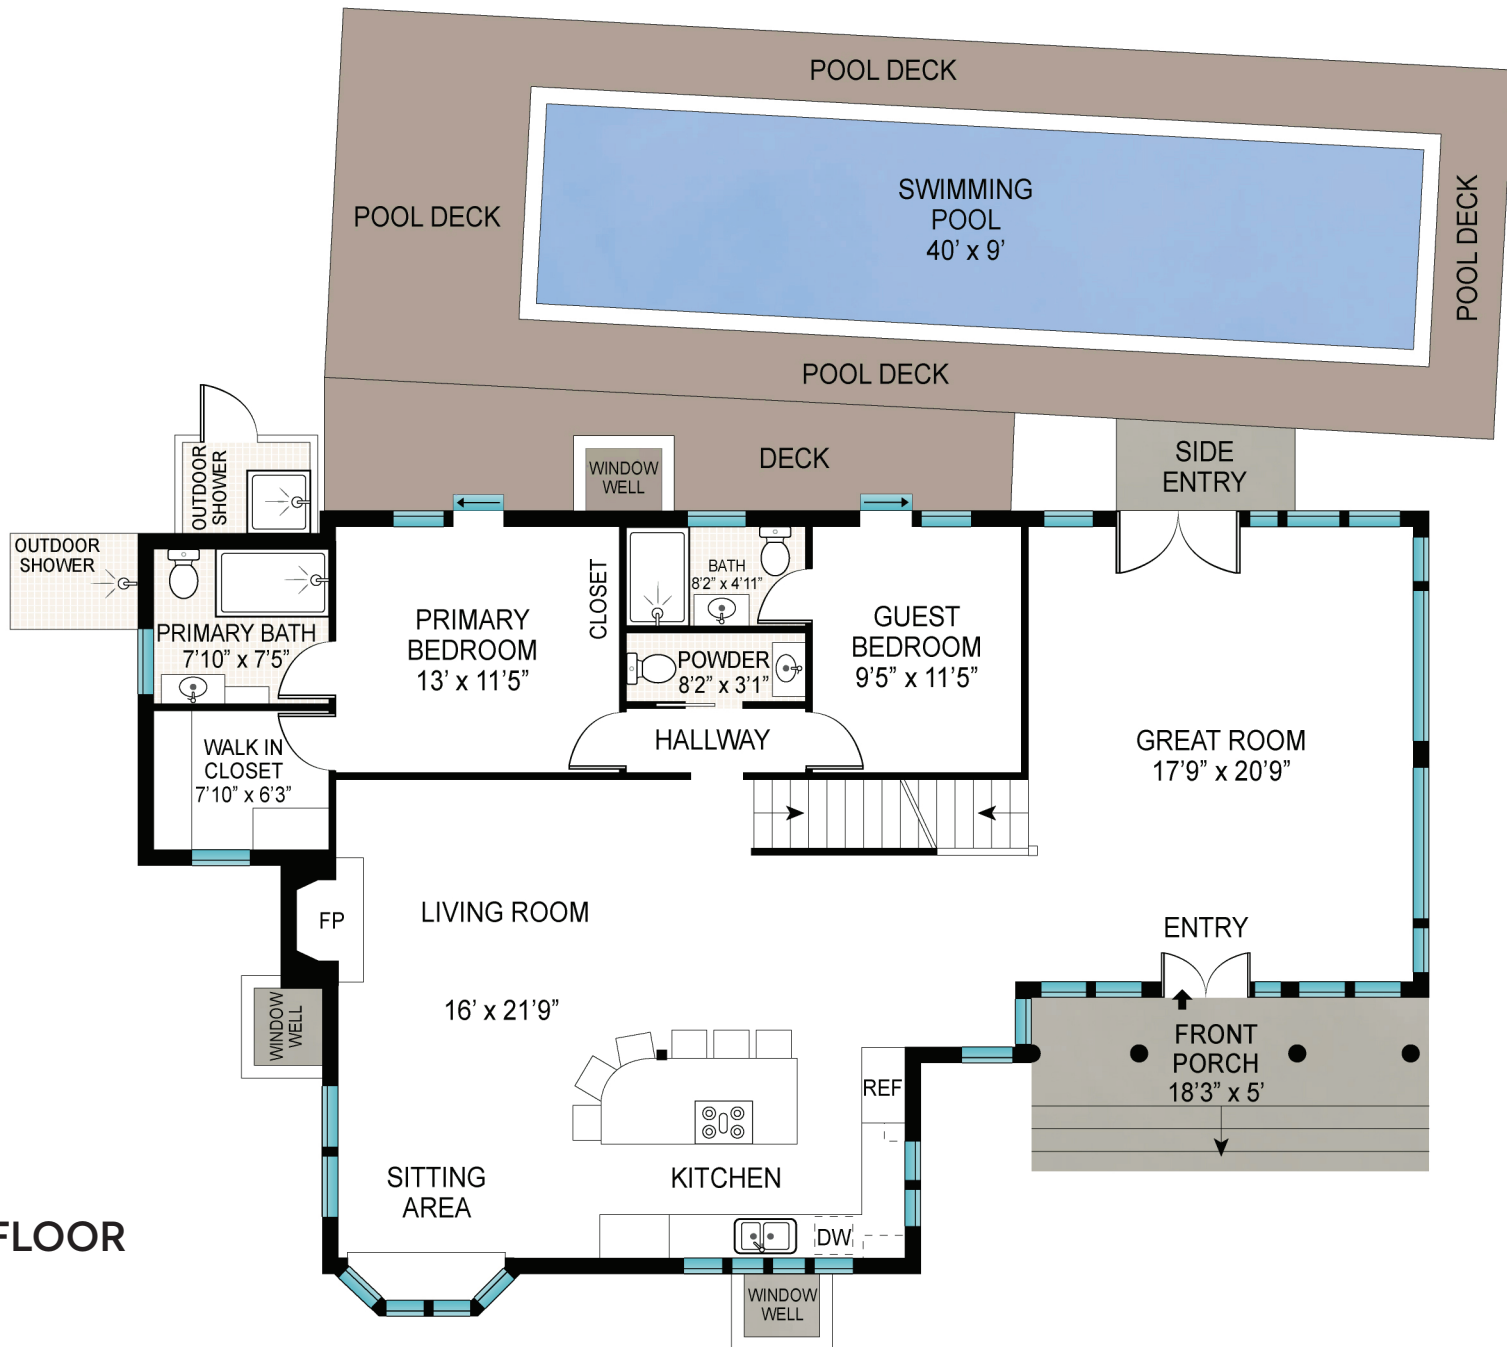 POOL DECK
POOL DECK
SWIMMING
POOL
40’ x 9’
POOL DECK
POOL DECK
DECK
WINDOW
WELL
SIDE
ENTRY
OUTDOOR
SHOWER
OUTDOOR
SHOWER
PRIMARY BATH
7’10” x 7’5”
PRIMARY
BEDROOM
13’ x 11’5”
CLOSET
BATH
8’2” x 4’11”
POWDER
8’2” x 3’1”
GUEST
BEDROOM
9’5” x 11’5”
HALLWAY
WALK IN
CLOSET
7’10” x 6’3”
GREAT ROOM
17’9” x 20’9”
FP
LIVING ROOM
16’ x 21’9”
ENTRY
WINDOW
WELL
FRONT
PORCH
18’3” x 5’
REF
SITTING
AREA
KITCHEN
DW
FLOOR
WINDOW
WELL